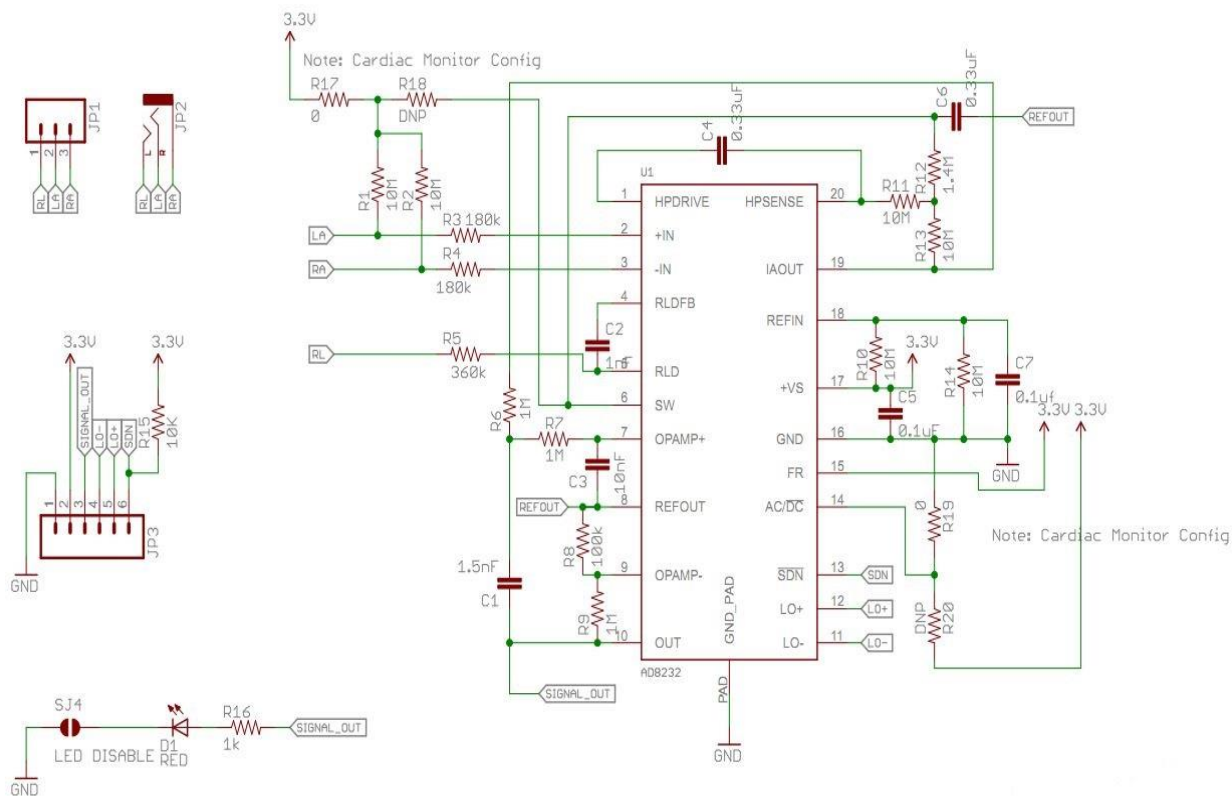 3.3V
Note: Cardiac Monitor Config
R17
0
R18
DNP
C4
0.33uF
C6
0.33uF
REFOUT
JP1
1
2
3
RL
LA
RA
JP2
L
R
RL
LA
RA
R1
10M
R2
10M
R12
1.4M
R11
10M
R13
10M
LA
R3 180k
RA
R4
180k
RL
R5
360k
C2
1nF
R6
1M
R7
1M
C3
10nF
REFOUT
R8
100k
1.5nF
C1
R9
1M
SIGNAL_OUT
U1
1 HPDRIVE
2 +IN
3 -IN
4 RLDFB
5 RLD
6 SW
7 OPAMP+
8 REFOUT
9 OPAMP-
10 OUT
HPSENSE 20
IAOUT 19
REFIN 18
+VS 17
GND 16
FR 15
AC/DC 14
SDN 13
LO+ 12
LO- 11
GND_PAD
AD8232
PAD
GND
R10
10M
3.3V
R14
10M
C7
0.1uf
C5
0.1uF
3.3V
3.3V
GND
0
R19
Note: Cardiac Monitor Config
DNP
R20
SDN
LO+
LO-
3.3V
3.3V
SIGNAL_OUT
LO-
LO+
SDN
R15
10K
1
2
3
4
5
6
JP3
GND
SJ4
LED DISABLE
D1
RED
R16
1k
SIGNAL_OUT
GND